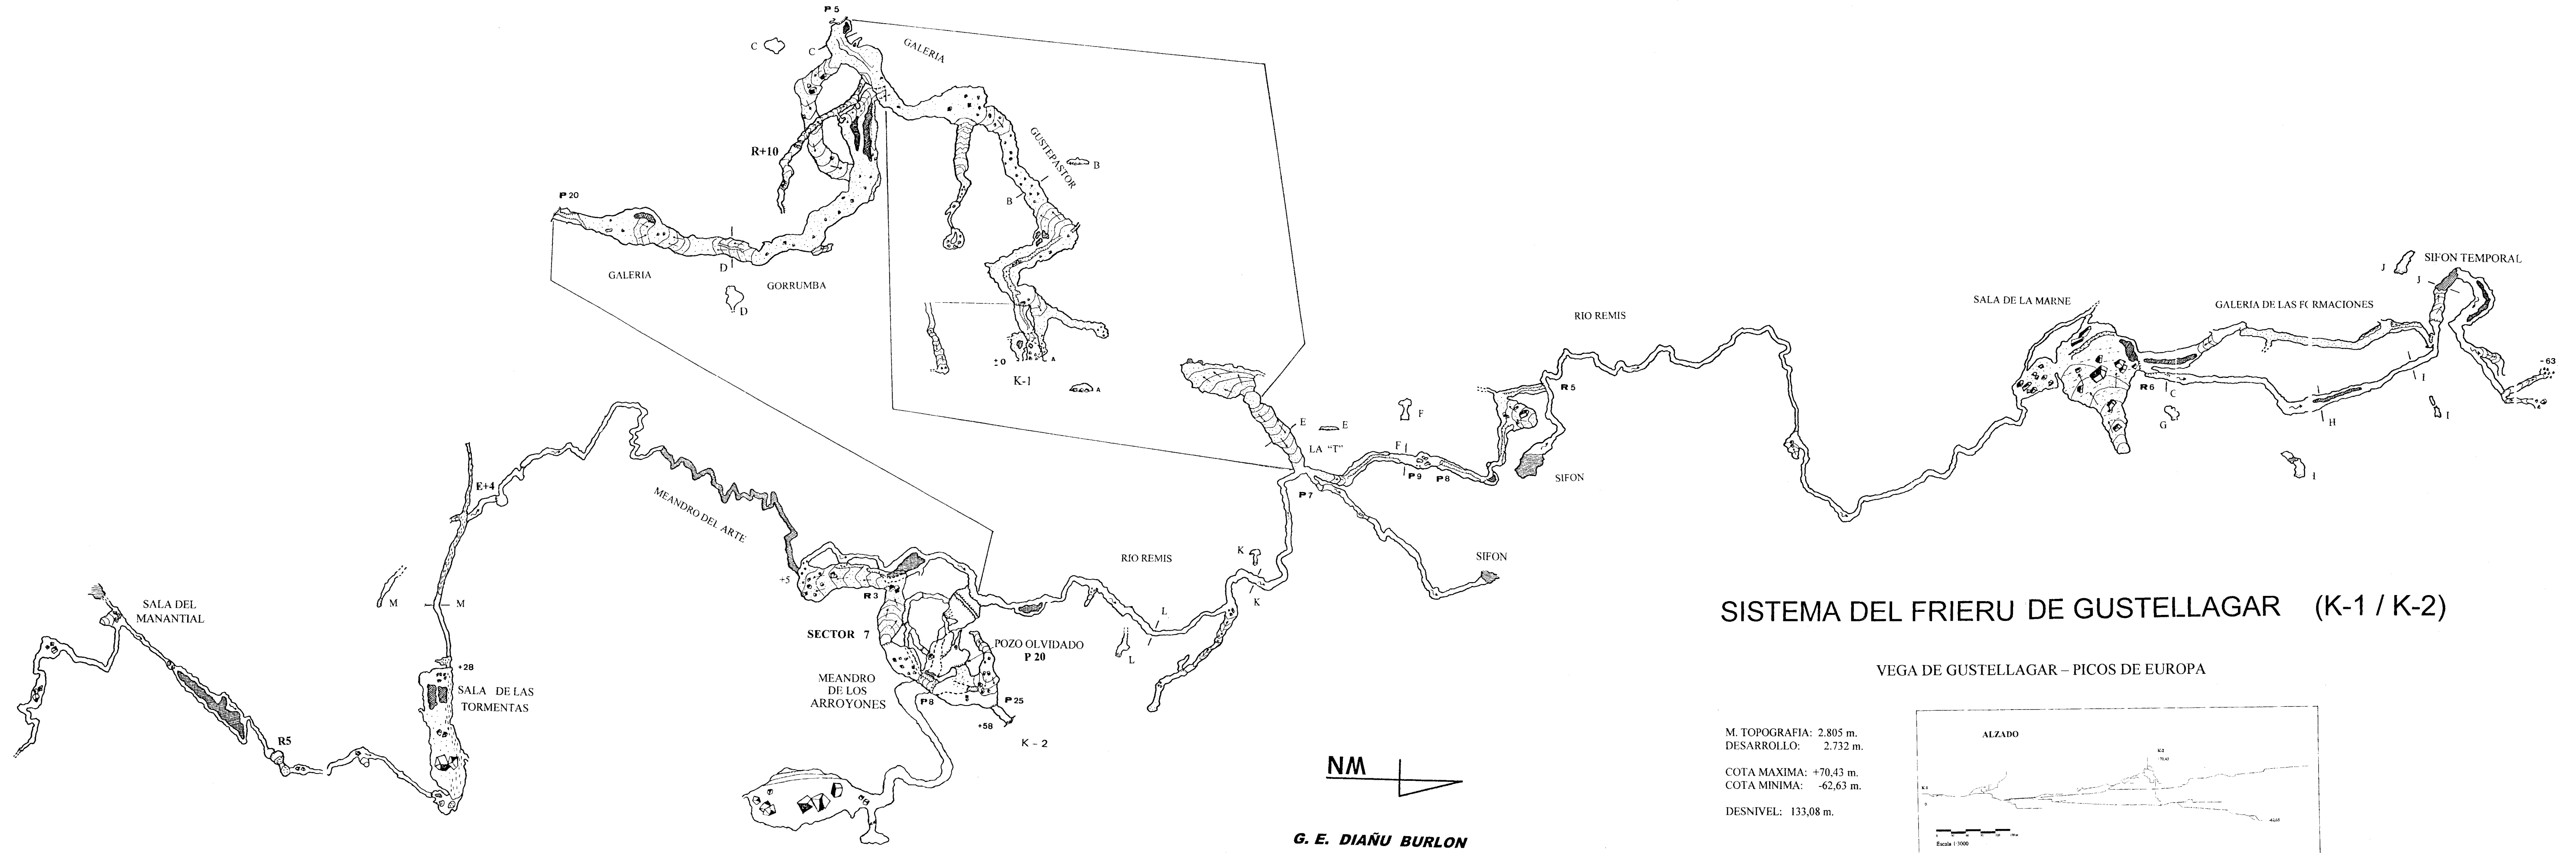 P 5
C
C
GALERIA
R+10
GUSTEPASTOR
B
B
P 20
D
GALERIA
GORRUMBA
D
± 0
A
K-1
A
J
SIFON TEMPORAL
J
SALA DE LA MARNE
GALERIA DE LAS FORMACIONES
RIO REMIS
- 63
R 5
R 6
C
G
I
I
H
I
F
E
E
LA "T"
F
P 9
P 8
SIFON
P 7
E+4
MEANDRO DEL ARTE
RIO REMIS
K
K
SIFON
+5
R 3
M
M
L
L
SALA DEL
MANANTIAL
SECTOR 7
POZO OLVIDADO
P 20
+28
SALA DE LAS
TORMENTAS
MEANDRO
DE LOS
ARROYONES
P 8
P 25
+58
K - 2
R5
NM
G. E. DIAÑU BURLON
SISTEMA DEL FRIERU DE GUSTELLAGAR (K-1 / K-2)
VEGA DE GUSTELLAGAR – PICOS DE EUROPA
M. TOPOGRAFIA: 2.805 m.
DESARROLLO: 2.732 m.
COTA MAXIMA: +70,43 m.
COTA MINIMA: -62,63 m.
DESNIVEL: 133,08 m.
ALZADO
Escala 1:3000